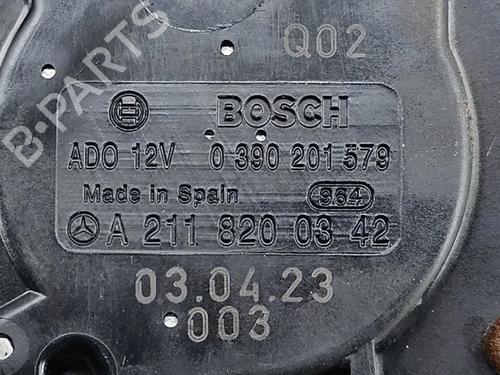 Q02
BOSCH
ADO 12V 0 390 201 579
Made in Spain 964
A 211 820 03 42
03.04.23
003
B-PARTS